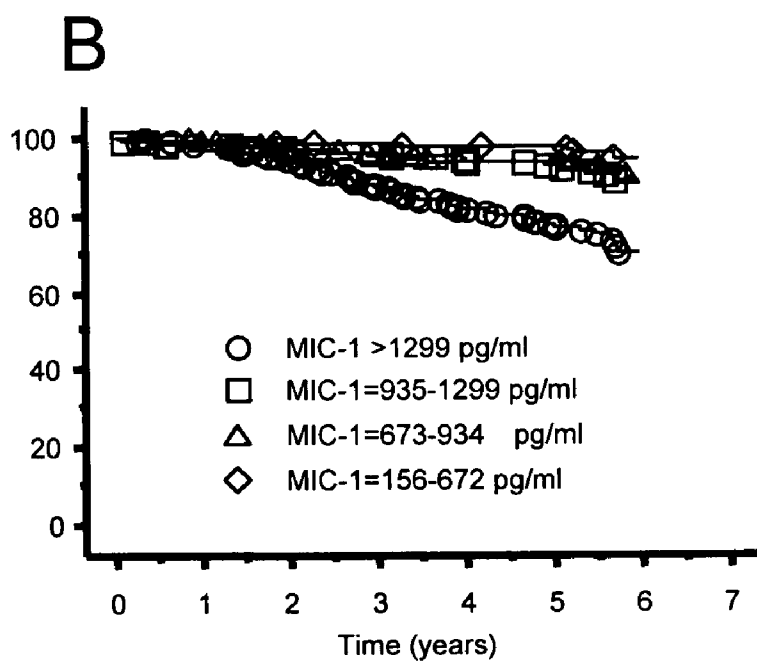 B
100
80
60
40
20
0
MIC-1 >1299 pg/ml
MIC-1=935-1299 pg/ml
MIC-1=673-934 pg/ml
MIC-1=156-672 pg/ml
0 1 2 3 4 5 6 7
Time (years)